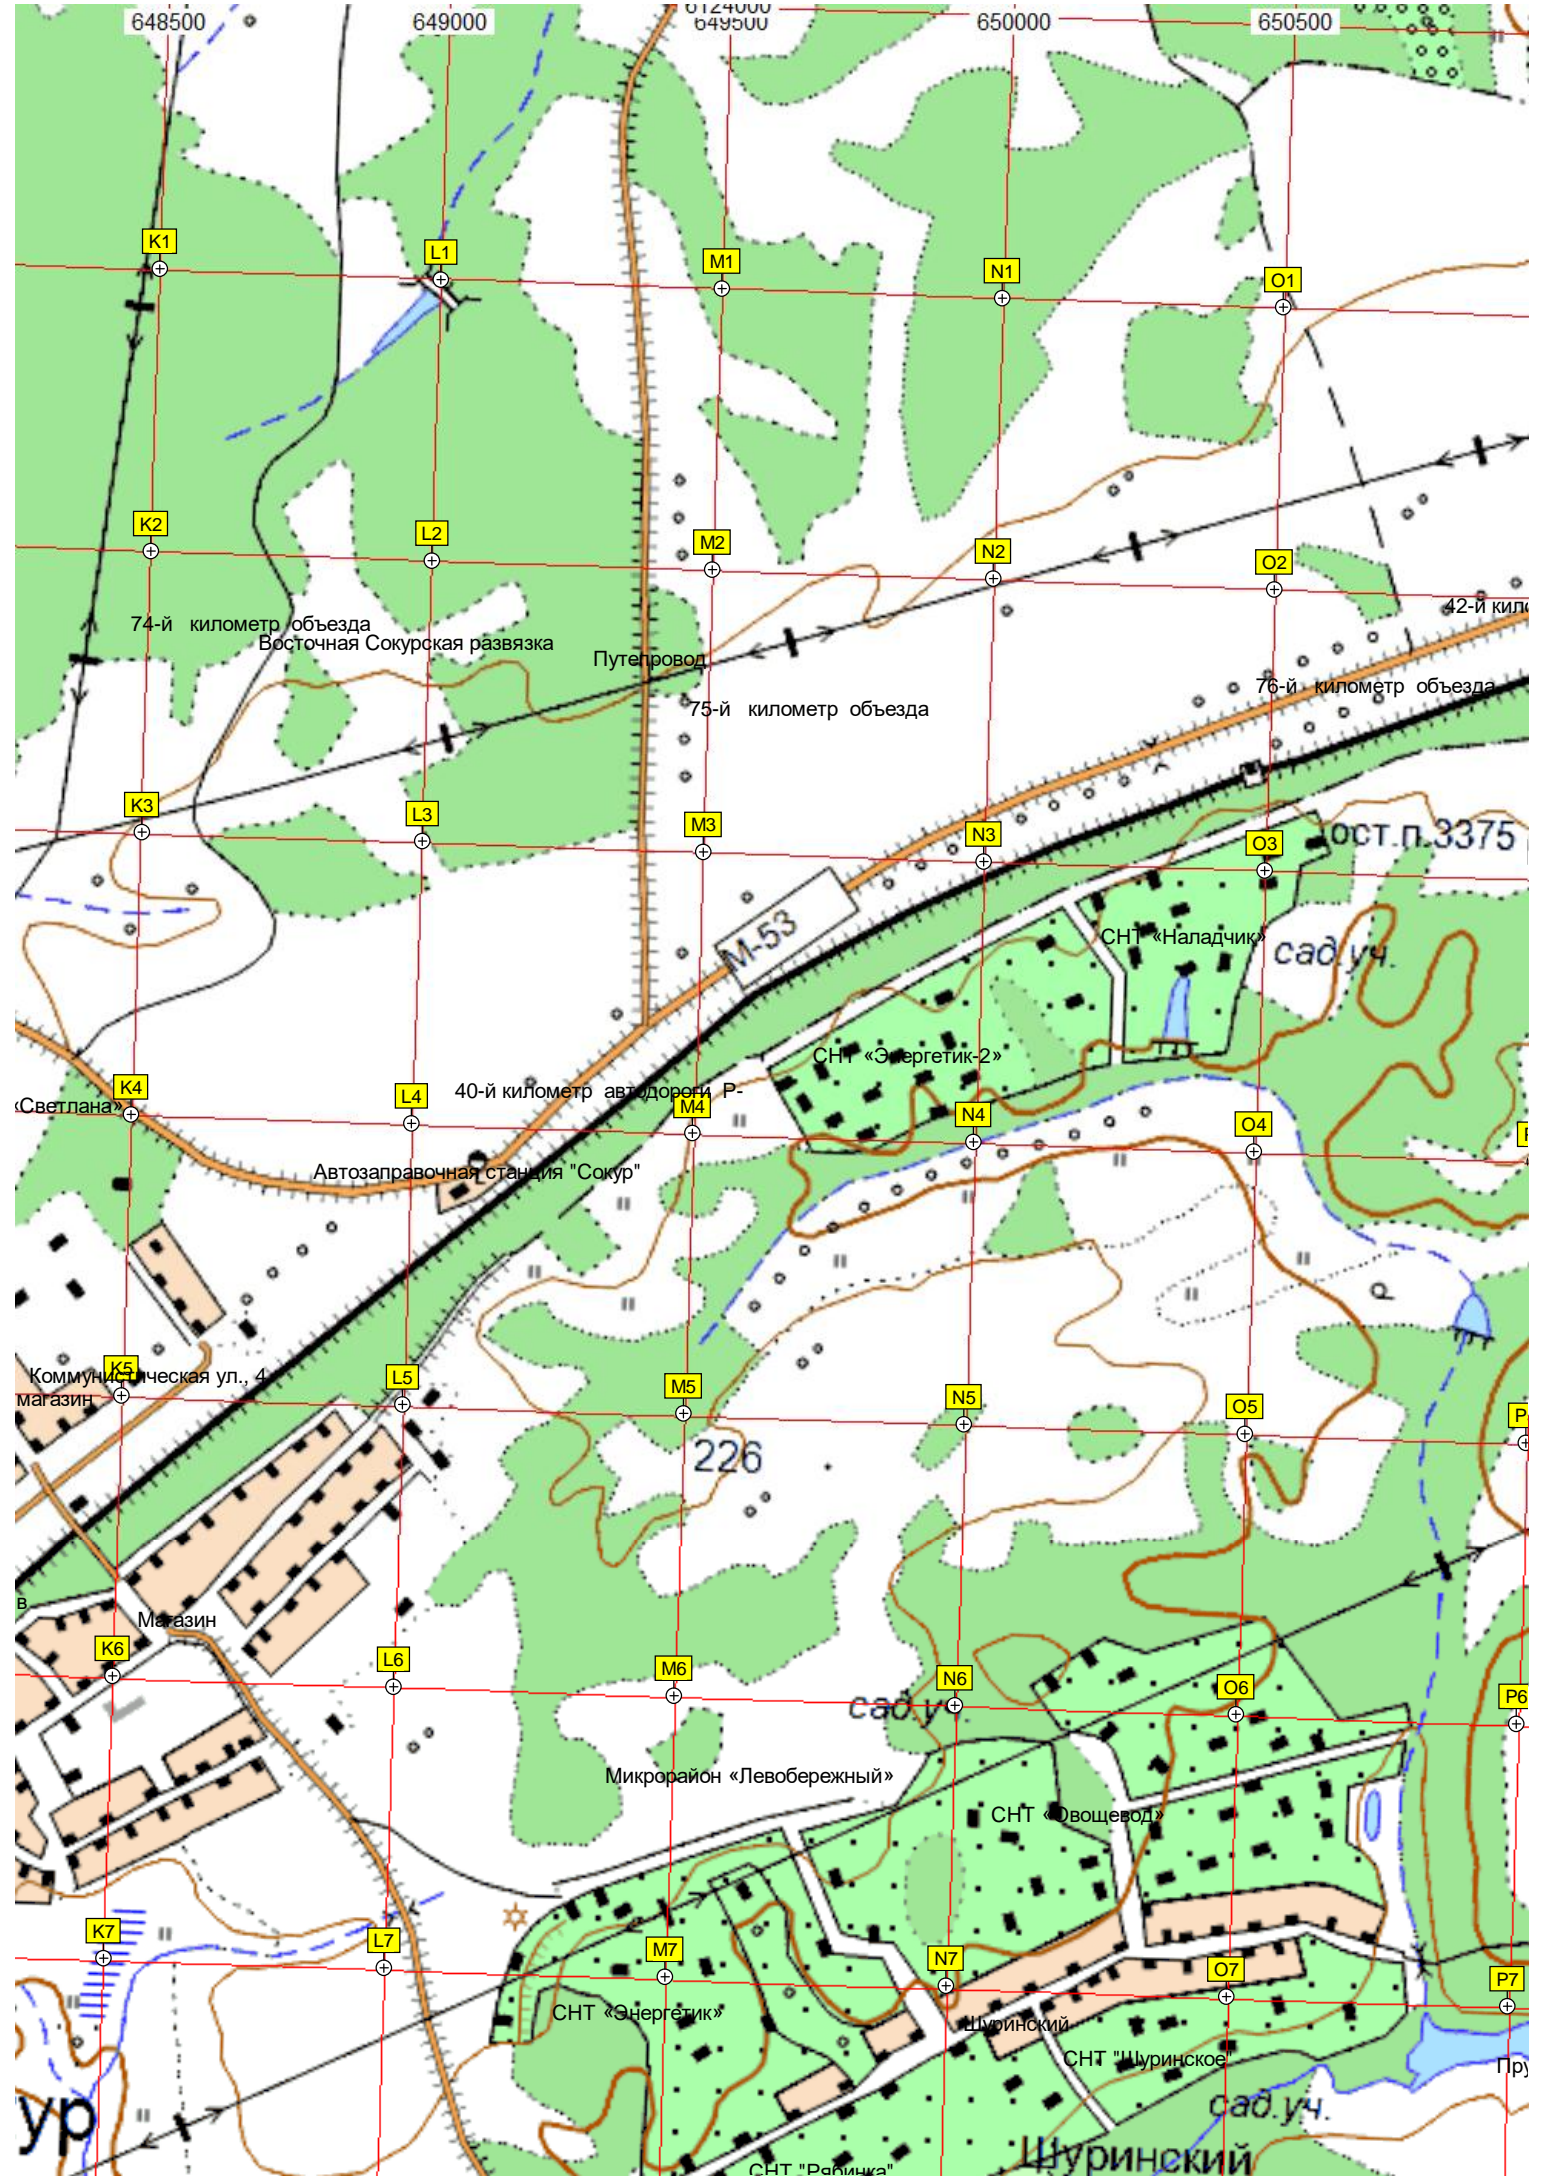 6124000
648500 649000 649500 650000 650500
K1 L1 M1 N1 O1
K2 L2 M2 N2 O2
42-й
74-й километр объезда
Восточная Сокурская развязка
Путепровод
76-й километр объезда
75-й километр объезда
K3 L3 M3 N3 O3
ост.п.3375
М-53
СНТ «Наладчик»
сад.уч.
СНТ «Энергетик-2»
40-й километр автодороги Р-
«Светлана»
K4 L4 M4 N4 O4
Автозаправочная станция "Сокур"
Коммунистическая ул., 4
магазин
K5 L5 M5 N5 O5 P
226
в
Магазин
K6 L6 M6 N6 O6 P6
сад.уч.
Микрорайон «Левобережный»
СНТ «Овощевод»
K7 L7 M7 N7 O7 P7
СНТ «Энергетик»
Шуринский
СНТ "Шуринское"
Пру
сад.уч.
ур
Шуринский
СНТ "Рябинка"